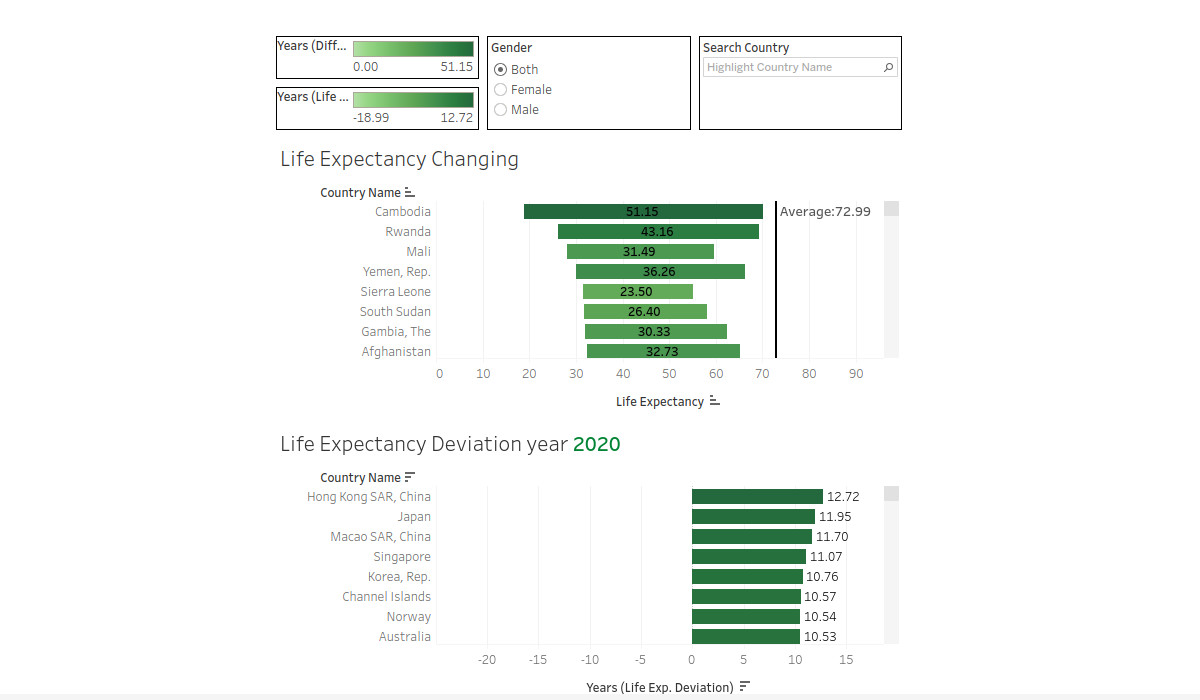 Years (Diff...
0.00 51.15
Years (Life ...
-18.99 12.72
Gender
Both
Female
Male
Search Country
Highlight Country Name
Life Expectancy Changing
Country Name
Cambodia 51.15 Average:72.99
Rwanda 43.16
Mali 31.49
Yemen, Rep. 36.26
Sierra Leone 23.50
South Sudan 26.40
Gambia, The 30.33
Afghanistan 32.73
0 10 20 30 40 50 60 70 80 90
Life Expectancy
Life Expectancy Deviation year 2020
Country Name
Hong Kong SAR, China 12.72
Japan 11.95
Macao SAR, China 11.70
Singapore 11.07
Korea, Rep. 10.76
Channel Islands 10.57
Norway 10.54
Australia 10.53
-20 -15 -10 -5 0 5 10 15
Years (Life Exp. Deviation)